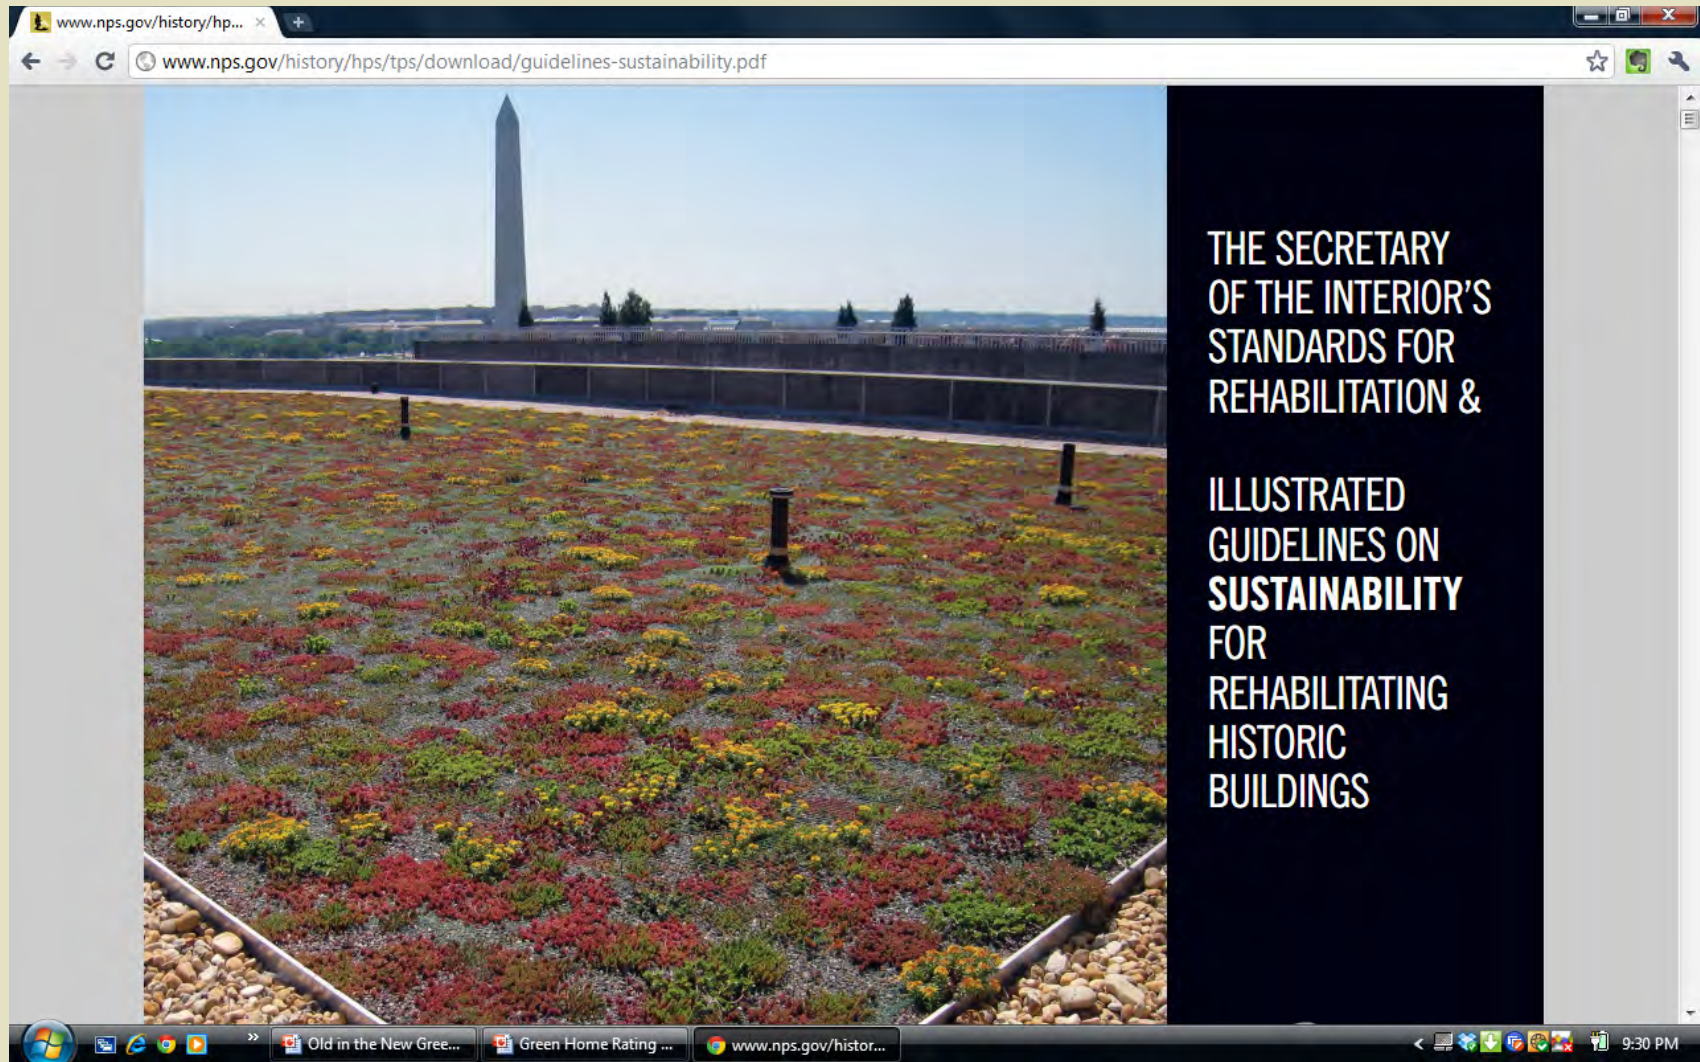 www.nps.gov/history/hp...
www.nps.gov/history/hps/tps/download/guidelines-sustainability.pdf
THE SECRETARY
OF THE INTERIOR'S
STANDARDS FOR
REHABILITATION &
ILLUSTRATED
GUIDELINES ON
SUSTAINABILITY
FOR
REHABILITATING
HISTORIC
BUILDINGS
Old in the New Gree...
Green Home Rating ...
www.nps.gov/histor...
9:30 PM